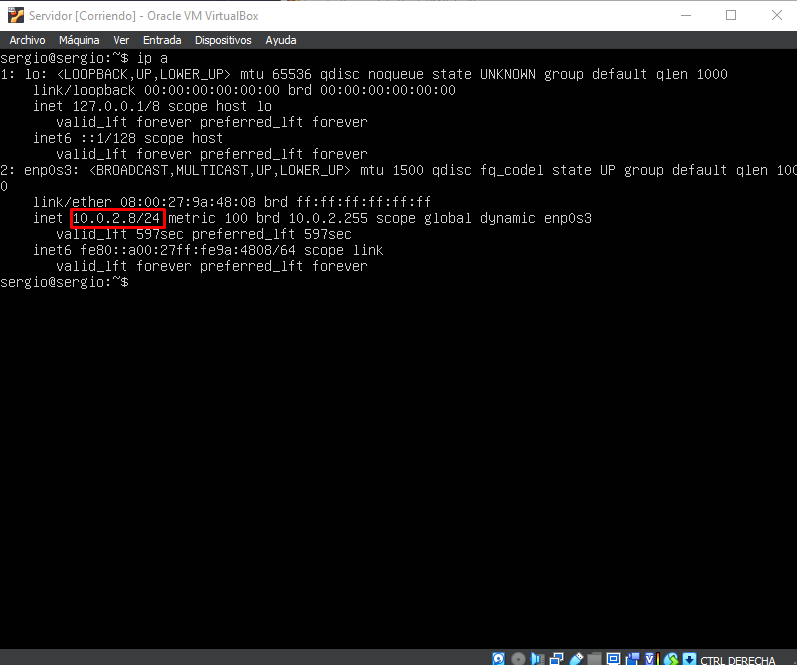 Servidor [Corriendo] - Oracle VM VirtualBox
Archivo Máquina Ver Entrada Dispositivos Ayuda
sergio@sergio:~$ ip a
1: lo: <LOOPBACK,UP,LOWER_UP> mtu 65536 qdisc noqueue state UNKNOWN group default qlen 1000
    link/loopback 00:00:00:00:00:00 brd 00:00:00:00:00:00
    inet 127.0.0.1/8 scope host lo
       valid_lft forever preferred_lft forever
    inet6 ::1/128 scope host
       valid_lft forever preferred_lft forever
2: enp0s3: <BROADCAST,MULTICAST,UP,LOWER_UP> mtu 1500 qdisc fq_codel state UP group default qlen 100
0
    link/ether 08:00:27:9a:48:08 brd ff:ff:ff:ff:ff:ff
    inet 10.0.2.8/24 metric 100 brd 10.0.2.255 scope global dynamic enp0s3
       valid_lft 597sec preferred_lft 597sec
    inet6 fe80::a00:27ff:fe9a:4808/64 scope link
       valid_lft forever preferred_lft forever
sergio@sergio:~$
CTRL DERECHA